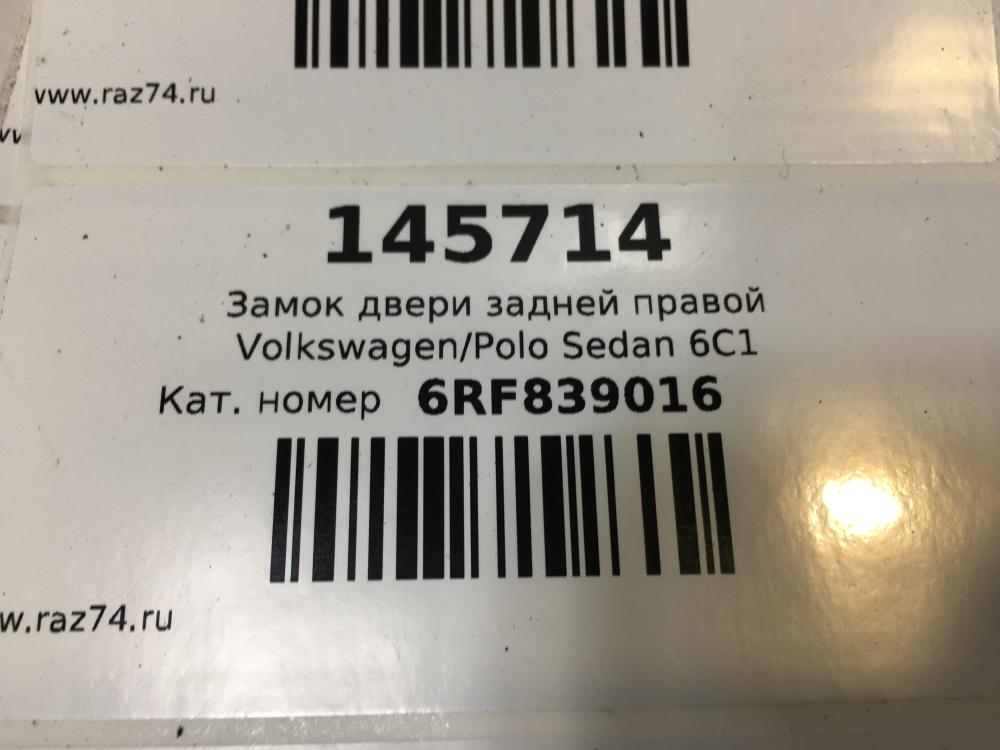 www.raz74.ru
145714
Замок двери задней правой
Volkswagen/Polo Sedan 6C1
Кат. номер 6RF839016
w.raz74.ru